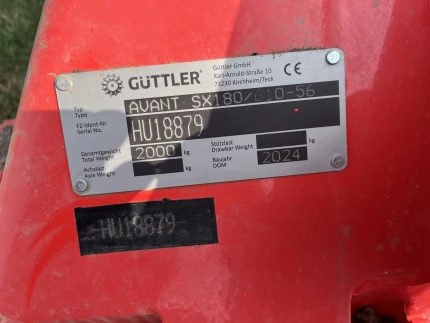 GÜTTLER®
Güttler GmbH
Karl-Arnold-Straße 10
73230 Kirchheim/Teck
CE
Typ
Type
AVANT SX180/610-56
FZ-Ident-Nr.
Serial No.
HU18879
Gesamtgewicht
Total Weight
2000 kg
Stützlast
Drawbar Weight
kg
Achslast
Axle Weight
kg
Baujahr
DOM
2024
HU18879